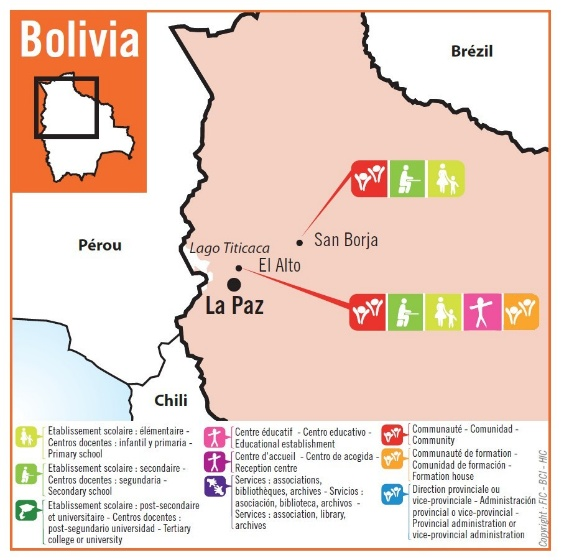 Bolivia
Brézil
Pérou
Lago Titicaca
San Borja
El Alto
La Paz
Chili
Etablissement scolaire : élémentaire -
Centros docentes : infantil y primaria -
Primary school
Etablissement scolaire : secondaire -
Centros docentes : segundaria -
Secondary school
Etablissement scolaire : post-secondaire
et universitaire - Centros docentes :
post-segundario universidad - Tertiary
college or university
Centre éducatif - Centro educativo -
Educational establishment
Centre d'accueil - Centro de acogida -
Reception centre
Services : associations,
bibliothèques, archives - Srvicios :
asociación, biblioteca, archivos -
Services : association, library,
archives
Communauté - Comunidad -
Community
Communauté de formation -
Comunidad de formación -
Formation house
Direction provinciale ou
vice-provinciale - Administración
provincial o vice-provincial -
Provincial administration or
vice-provincial administration
Copyright : FIC - BCI - HIC